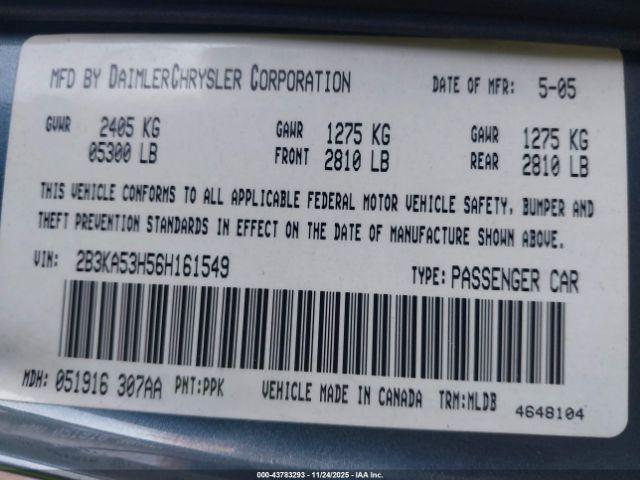 MFD BY DAIMLERCHRYSLER CORPORATION DATE OF MFR: 5-05
GVWR 2405 KG GAWR 1275 KG GAWR 1275 KG
05300 LB FRONT 2810 LB REAR 2810 LB
THIS VEHICLE CONFORMS TO ALL APPLICABLE FEDERAL MOTOR VEHICLE SAFETY, BUMPER AND
THEFT PREVENTION STANDARDS IN EFFECT ON THE DATE OF MANUFACTURE SHOWN ABOVE.
VIN: 2B3KA53H56H161549 TYPE: PASSENGER CAR
MDH: 051916 307AA PNT:PPK VEHICLE MADE IN CANADA TRM:MLDB
4648104
000-43783293 - 11/24/2025 - IAA Inc.